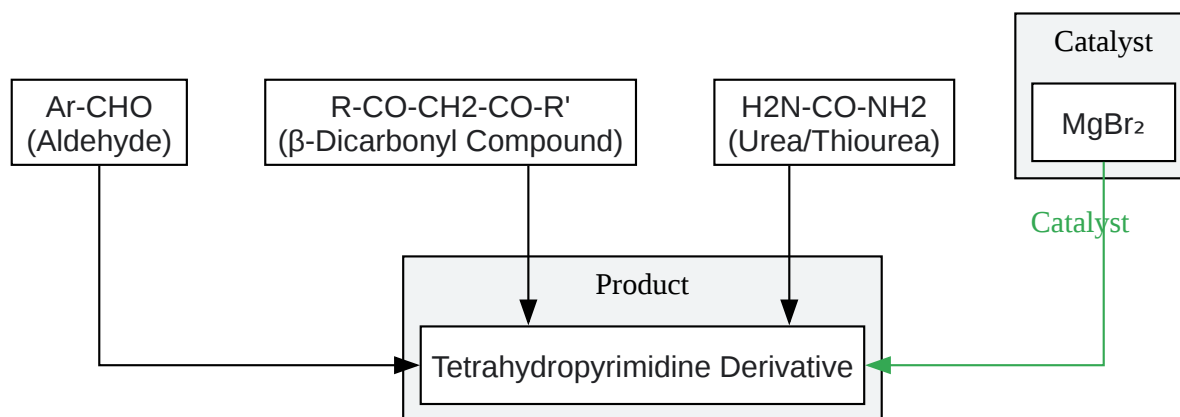 Catalyst
Ar-CHO
(Aldehyde)
R-CO-CH2-CO-R'
(β-Dicarbonyl Compound)
H2N-CO-NH2
(Urea/Thiourea)
MgBr₂
Catalyst
Product
Tetrahydropyrimidine Derivative